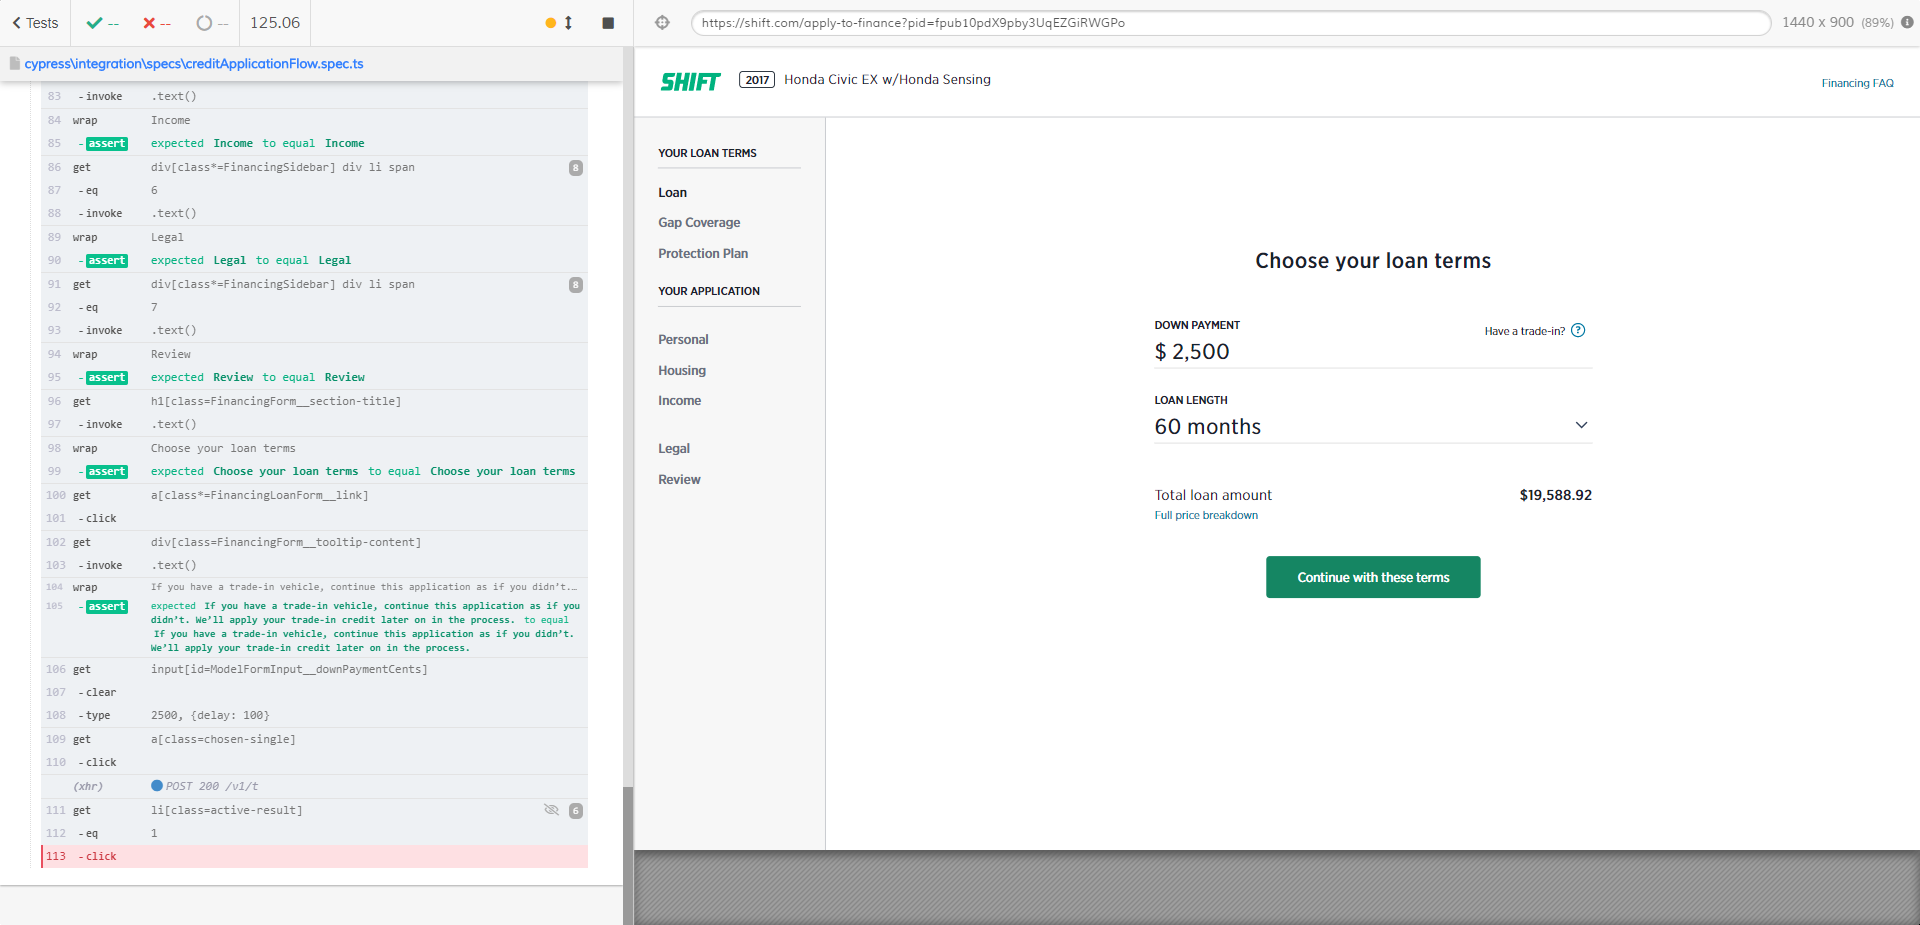 Tests
--
--
--
125.06
https://shift.com/apply-to-finance?pid=fpub10pdX9pby3UqEZGiRWGPo
1440 x 900 (89%)
cypress\integration\specs\creditApplicationFlow.spec.ts
83 -invoke .text()
84 wrap Income
85 -assert expected Income to equal Income
86 get div[class*=FinancingSidebar] div li span 8
87 -eq 6
88 -invoke .text()
89 wrap Legal
90 -assert expected Legal to equal Legal
91 get div[class*=FinancingSidebar] div li span 8
92 -eq 7
93 -invoke .text()
94 wrap Review
95 -assert expected Review to equal Review
96 get h1[class=FinancingForm__section-title]
97 -invoke .text()
98 wrap Choose your loan terms
99 -assert expected Choose your loan terms to equal Choose your loan terms
100 get a[class*=FinancingLoanForm__link]
101 -click
102 get div[class=FinancingForm__tooltip-content]
103 -invoke .text()
104 wrap If you have a trade-in vehicle, continue this application as if you didn’t...
105 -assert expected If you have a trade-in vehicle, continue this application as if you
didn’t. We’ll apply your trade-in credit later on in the process. to equal
If you have a trade-in vehicle, continue this application as if you didn’t.
We’ll apply your trade-in credit later on in the process.
106 get input[id=ModelFormInput__downPaymentCents]
107 -clear
108 -type 2500, {delay: 100}
109 get a[class=chosen-single]
110 -click
(xhr) POST 200 /v1/t
111 get li[class=active-result] 6
112 -eq 1
113 -click
SHIFT
2017 Honda Civic EX w/Honda Sensing
Financing FAQ
YOUR LOAN TERMS
Loan
Gap Coverage
Protection Plan
YOUR APPLICATION
Personal
Housing
Income
Legal
Review
Choose your loan terms
DOWN PAYMENT
Have a trade-in? ?
$ 2,500
LOAN LENGTH
60 months
Total loan amount $19,588.92
Full price breakdown
Continue with these terms